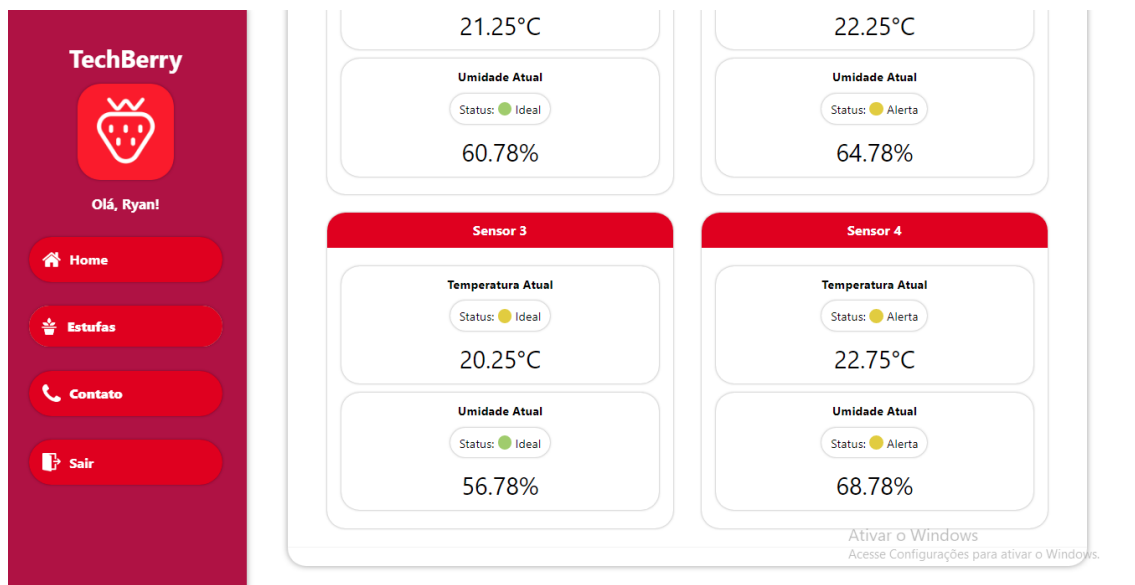 TechBerry
Olá, Ryan!
Home
Estufas
Contato
Sair
21.25°C
Umidade Atual
Status: Ideal
60.78%
22.25°C
Umidade Atual
Status: Alerta
64.78%
Sensor 3
Temperatura Atual
Status: Ideal
20.25°C
Umidade Atual
Status: Ideal
56.78%
Sensor 4
Temperatura Atual
Status: Alerta
22.75°C
Umidade Atual
Status: Alerta
68.78%
Ativar o Windows
Acesse Configurações para ativar o Windows.